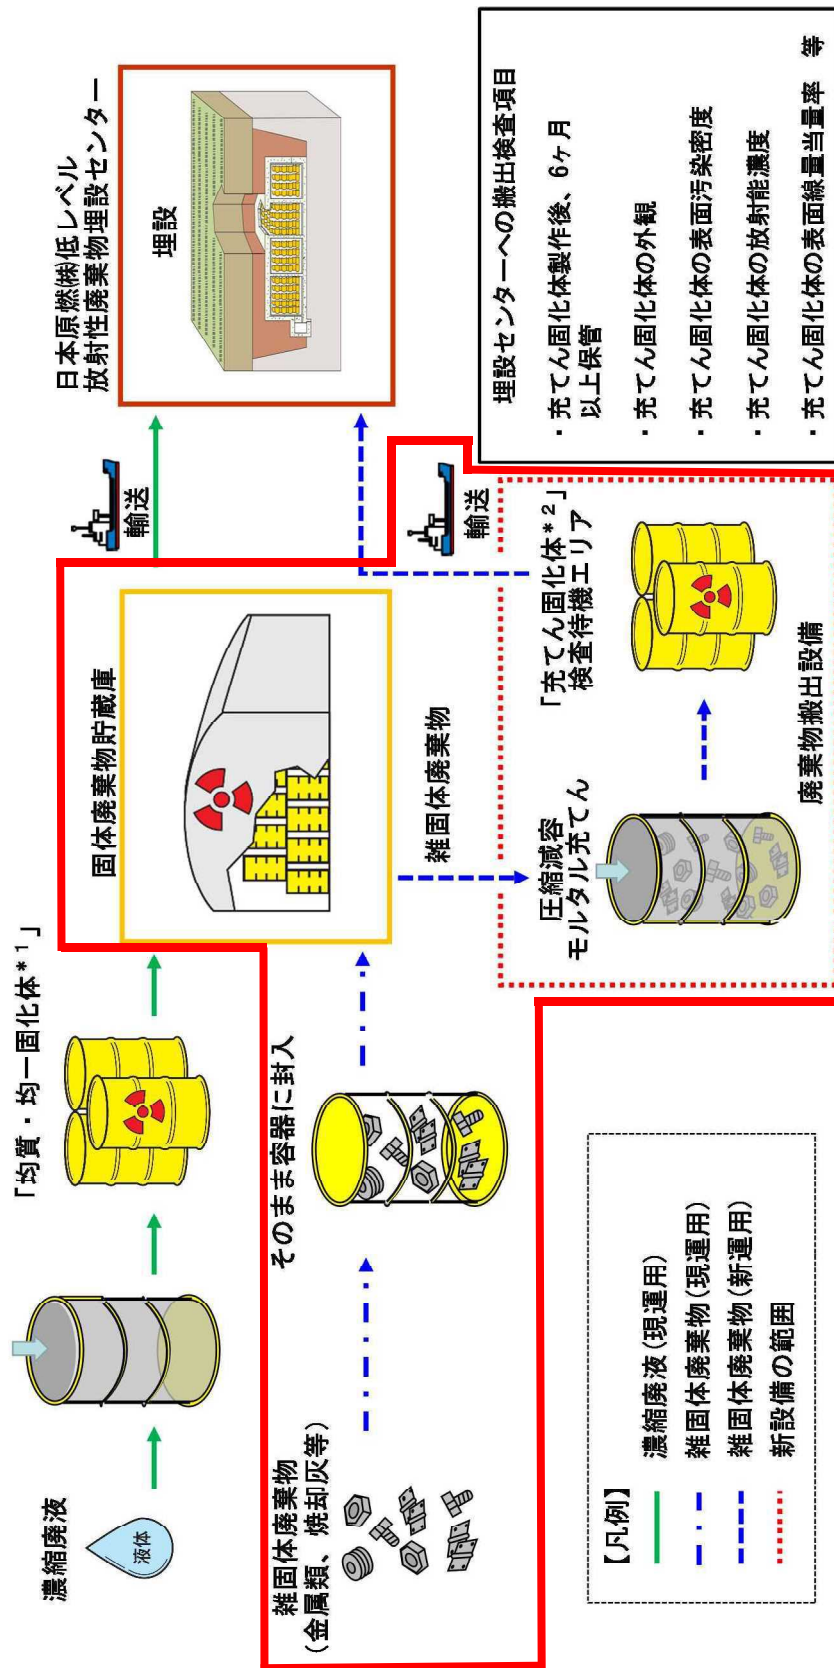 濃縮廃液
液体
「均質・均一固化体*1」
固体廃棄物貯蔵庫
輸送
日本原燃㈱低レベル
放射性廃棄物埋設センター
埋設
雑固体廃棄物
(金属類、焼却灰等)
そのまま容器に封入
雑固体廃棄物
輸送
圧縮減容
モルタル充てん
「充てん固化体*2」
検査待機エリア
廃棄物搬出設備
埋設センターへの搬出検査項目
・充てん固化体製作後、6ヶ月
以上保管
・充てん固化体の外観
・充てん固化体の表面汚染密度
・充てん固化体の放射能濃度
・充てん固化体の表面線量当量率 等
【凡例】
濃縮廃液(現運用)
雑固体廃棄物(現運用)
雑固体廃棄物(新運用)
新設備の範囲